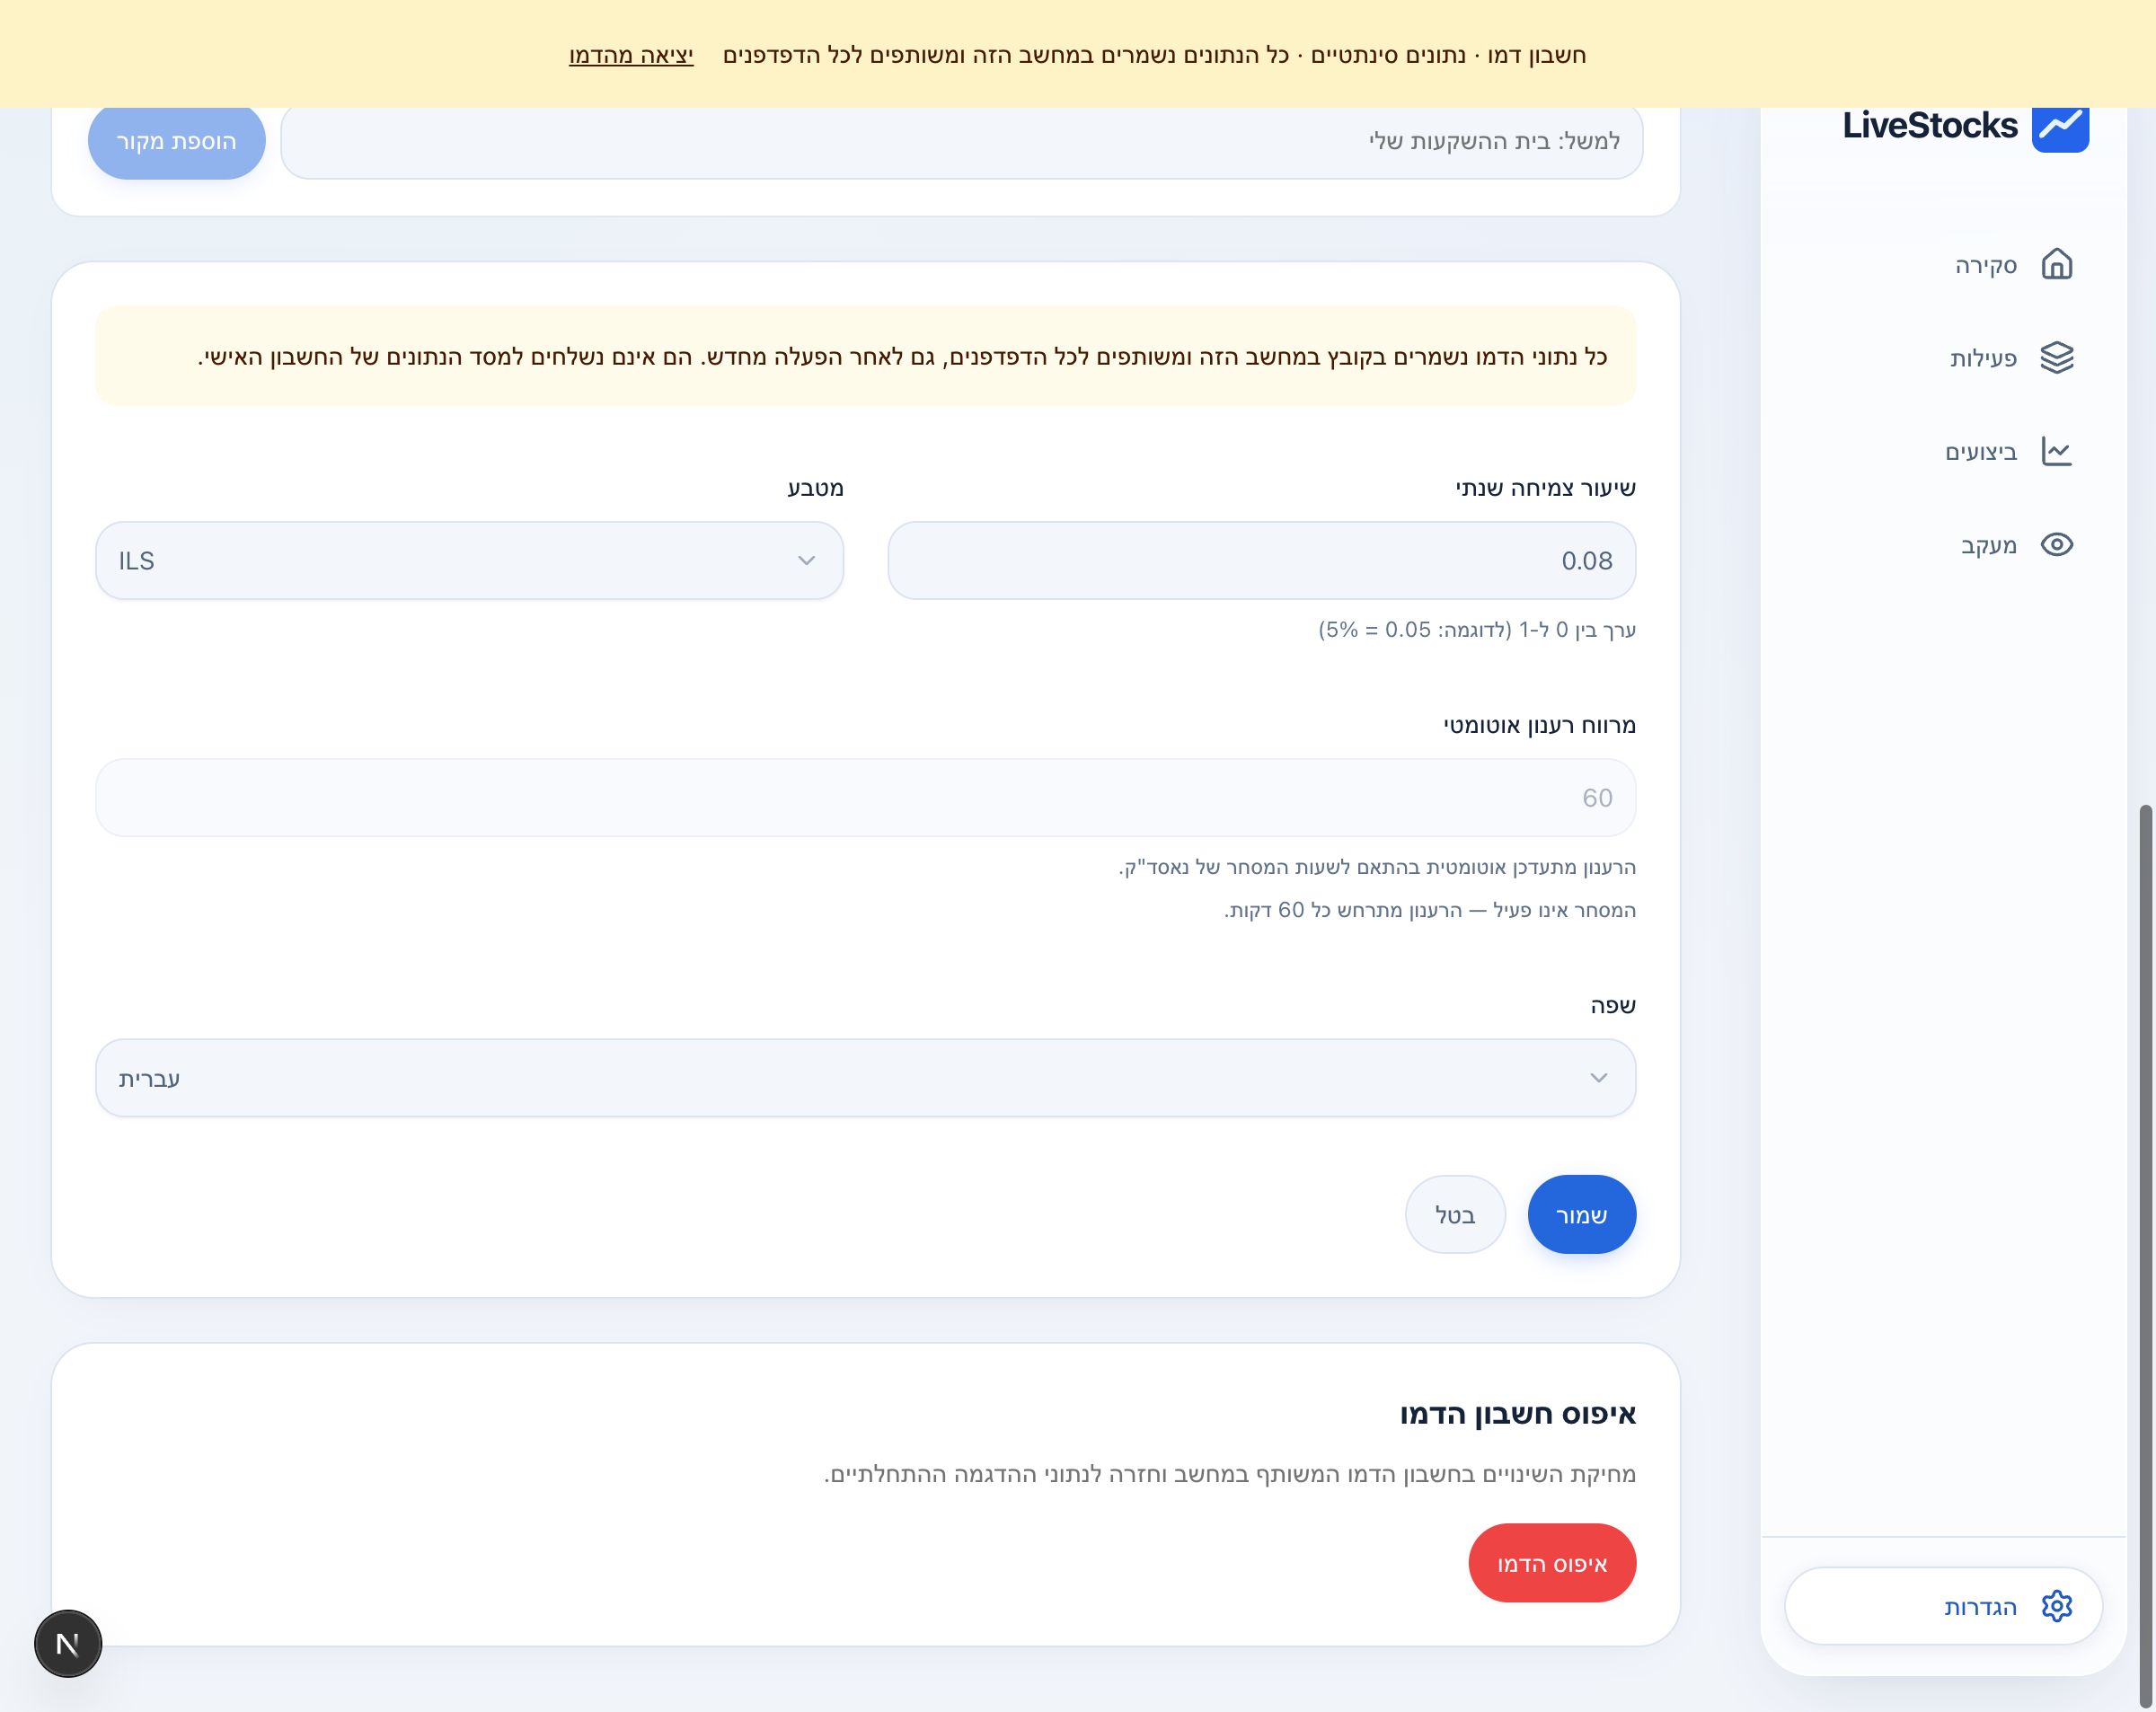 חשבון דמו · נתונים סינתטיים · כל הנתונים נשמרים במחשב הזה ומשותפים לכל הדפדפנים יציאה מהדמו
LiveStocks
סקירה
פעילות
ביצועים
מעקב
הגדרות
למשל: בית ההשקעות שלי
הוספת מקור
כל נתוני הדמו נשמרים בקובץ במחשב הזה ומשותפים לכל הדפדפנים, גם לאחר הפעלה מחדש. הם אינם נשלחים למסד הנתונים של החשבון האישי.
שיעור צמיחה שנתי
0.08
ערך בין 0 ל-1 (לדוגמה: 0.05 = 5%)
מטבע
ILS
מרווח רענון אוטומטי
60
הרענון מתעדכן אוטומטית בהתאם לשעות המסחר של נאסד"ק.
המסחר אינו פעיל — הרענון מתרחש כל 60 דקות.
שפה
עברית
שמור
בטל
איפוס חשבון הדמו
מחיקת השינויים בחשבון הדמו המשותף במחשב וחזרה לנתוני ההדגמה ההתחלתיים.
איפוס הדמו
N